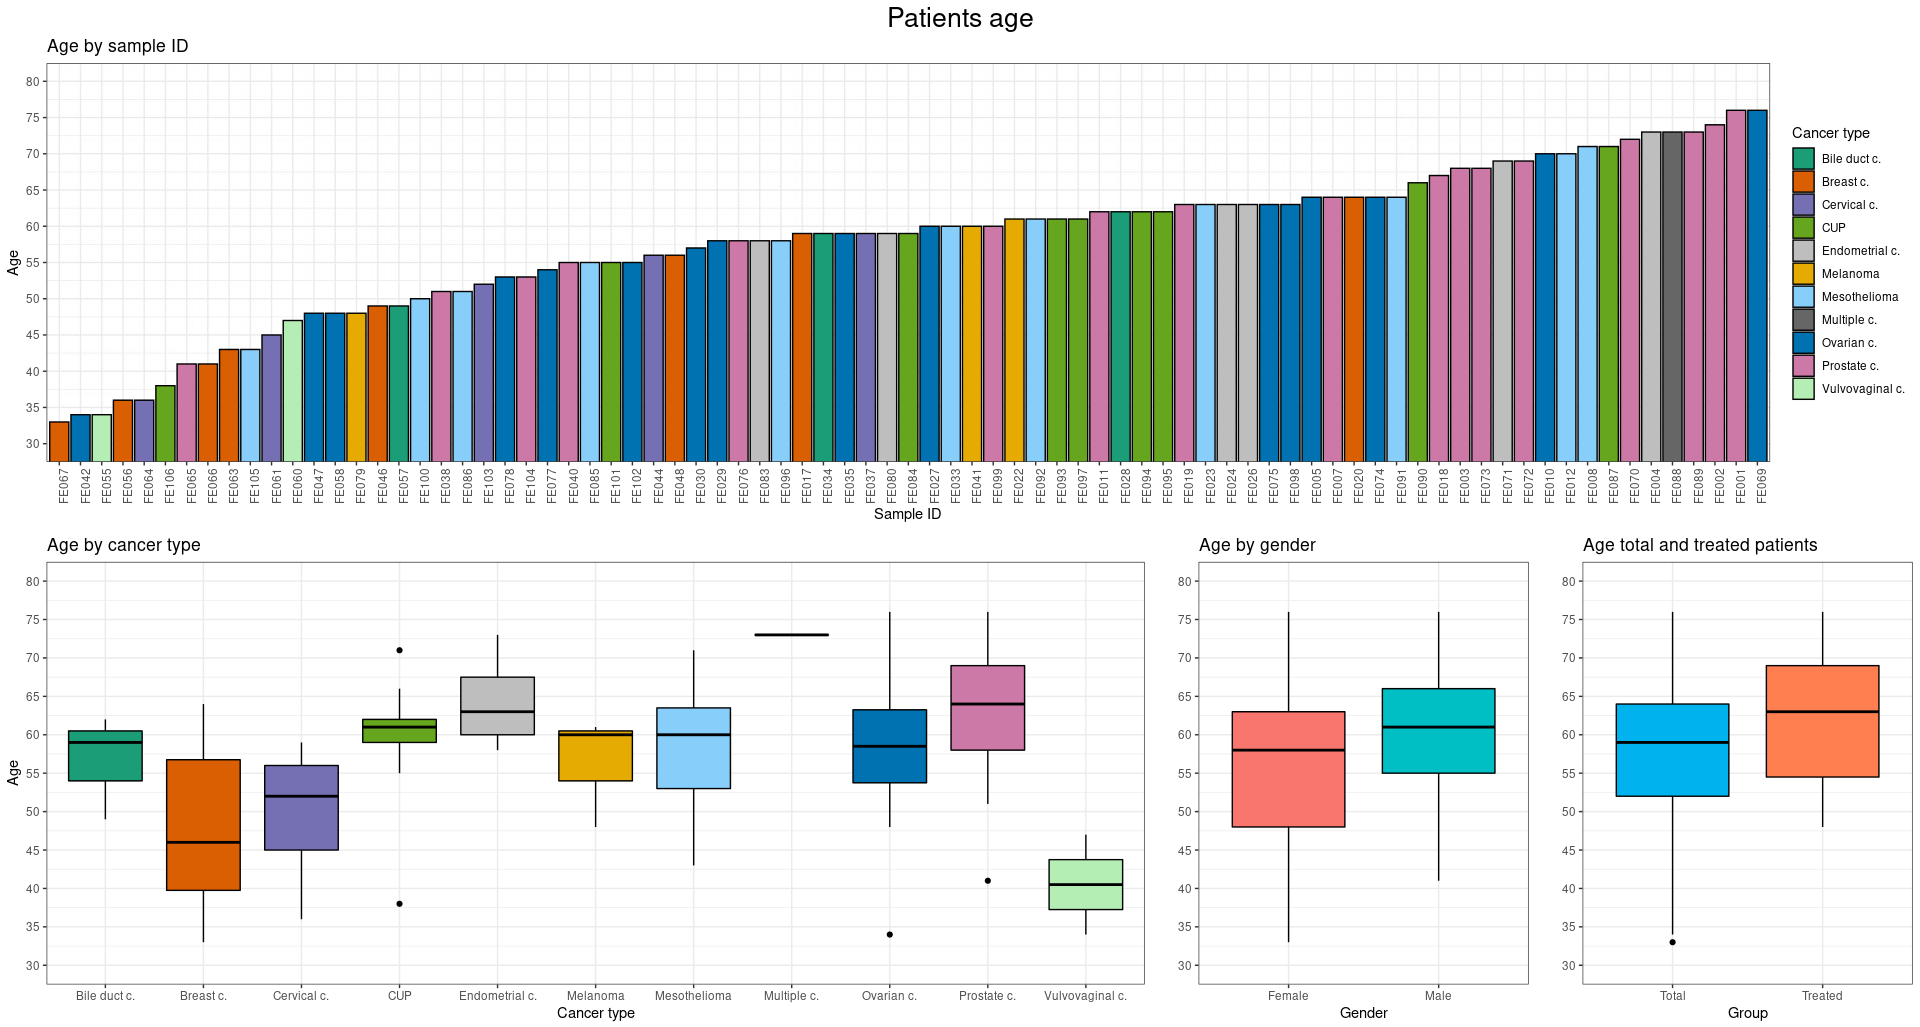 Patients age
Age by sample ID
80
75
70
65
60
55
50
45
40
35
30
Age
FE067 FE042 FE055 FE056 FE064 FE106 FE065 FE066 FE063 FE105 FE061 FE060 FE047 FE058 FE079 FE046 FE057 FE100 FE038 FE086 FE103 FE078 FE104 FE077 FE040 FE085 FE101 FE102 FE044 FE048 FE030 FE029 FE076 FE083 FE096 FE017 FE034 FE035 FE037 FE080 FE084 FE027 FE033 FE041 FE099 FE022 FE092 FE093 FE097 FE011 FE028 FE094 FE095 FE019 FE023 FE024 FE026 FE075 FE098 FE005 FE007 FE020 FE074 FE091 FE090 FE018 FE003 FE073 FE071 FE072 FE010 FE012 FE008 FE087 FE070 FE004 FE088 FE089 FE002 FE001 FE069
Sample ID
Cancer type
Bile duct c.
Breast c.
Cervical c.
CUP
Endometrial c.
Melanoma
Mesothelioma
Multiple c.
Ovarian c.
Prostate c.
Vulvovaginal c.
Age by cancer type
80
75
70
65
60
55
50
45
40
35
30
Age
Bile duct c. Breast c. Cervical c. CUP Endometrial c. Melanoma Mesothelioma Multiple c. Ovarian c. Prostate c. Vulvovaginal c.
Cancer type
Age by gender
80
75
70
65
60
55
50
45
40
35
30
Female Male
Gender
Age total and treated patients
80
75
70
65
60
55
50
45
40
35
30
Total Treated
Group